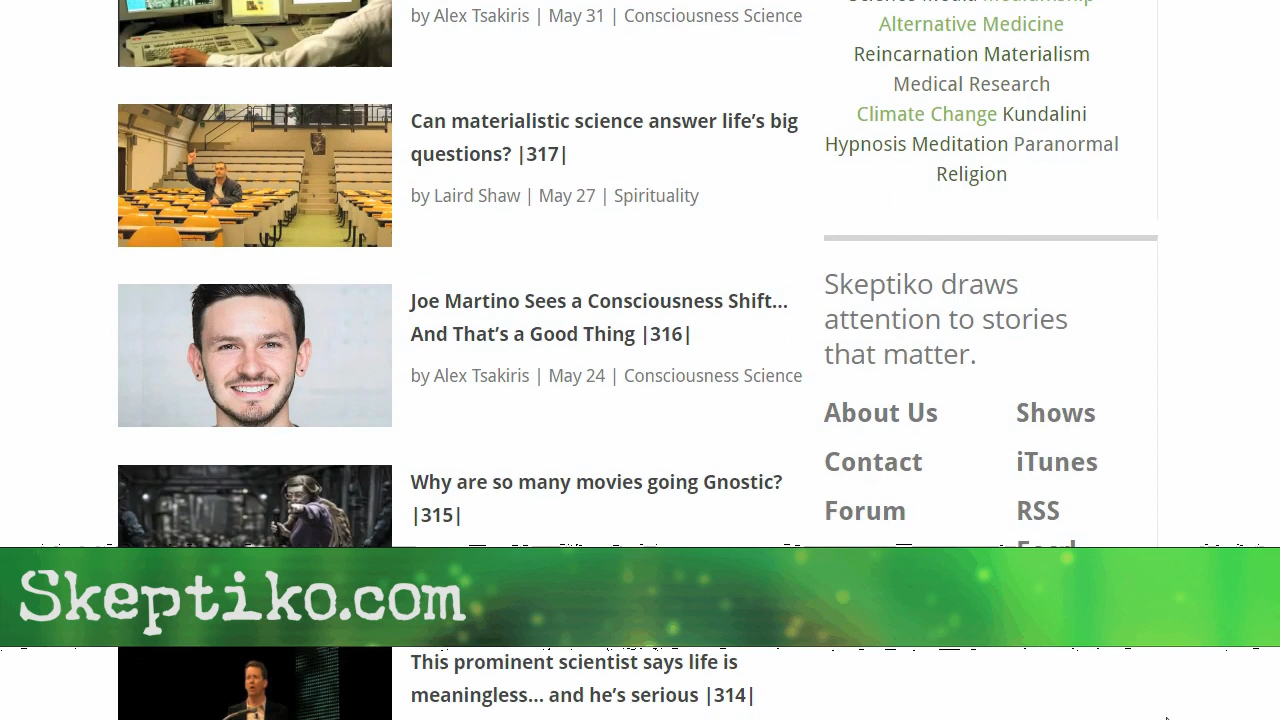 by Alex Tsakiris | May 31 | Consciousness Science
Can materialistic science answer life's big
questions? |317|
by Laird Shaw | May 27 | Spirituality
Joe Martino Sees a Consciousness Shift...
And That's a Good Thing |316|
by Alex Tsakiris | May 24 | Consciousness Science
Why are so many movies going Gnostic?
|315|
This prominent scientist says life is
meaningless... and he's serious |314|
Science Media Mediumship
Alternative Medicine
Reincarnation Materialism
Medical Research
Climate Change Kundalini
Hypnosis Meditation Paranormal
Religion
Skeptiko draws
attention to stories
that matter.
About Us
Contact
Forum
Shows
iTunes
RSS
Feed
Skeptiko.com